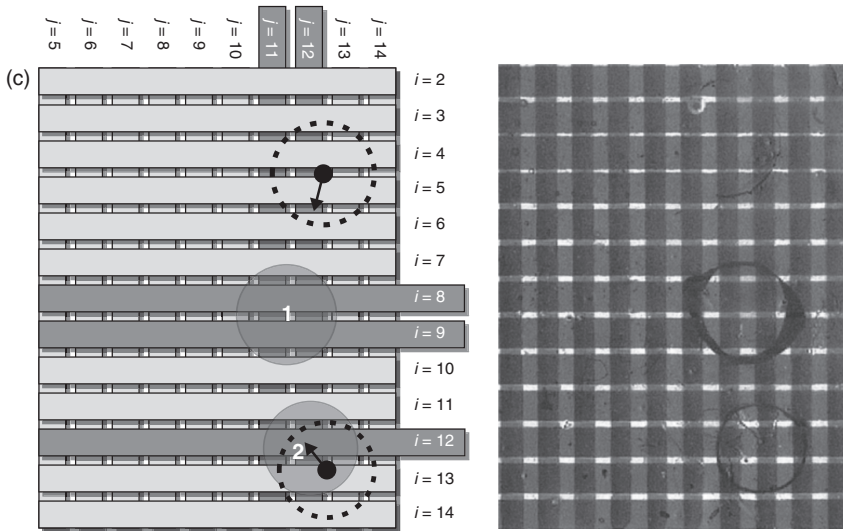 j = 5
j = 6
j = 7
j = 8
j = 9
j = 10
j = 11
j = 12
j = 13
j = 14
(c)
i = 2
i = 3
i = 4
i = 5
i = 6
i = 7
i = 8
1
i = 9
i = 10
i = 11
i = 12
2
i = 13
i = 14